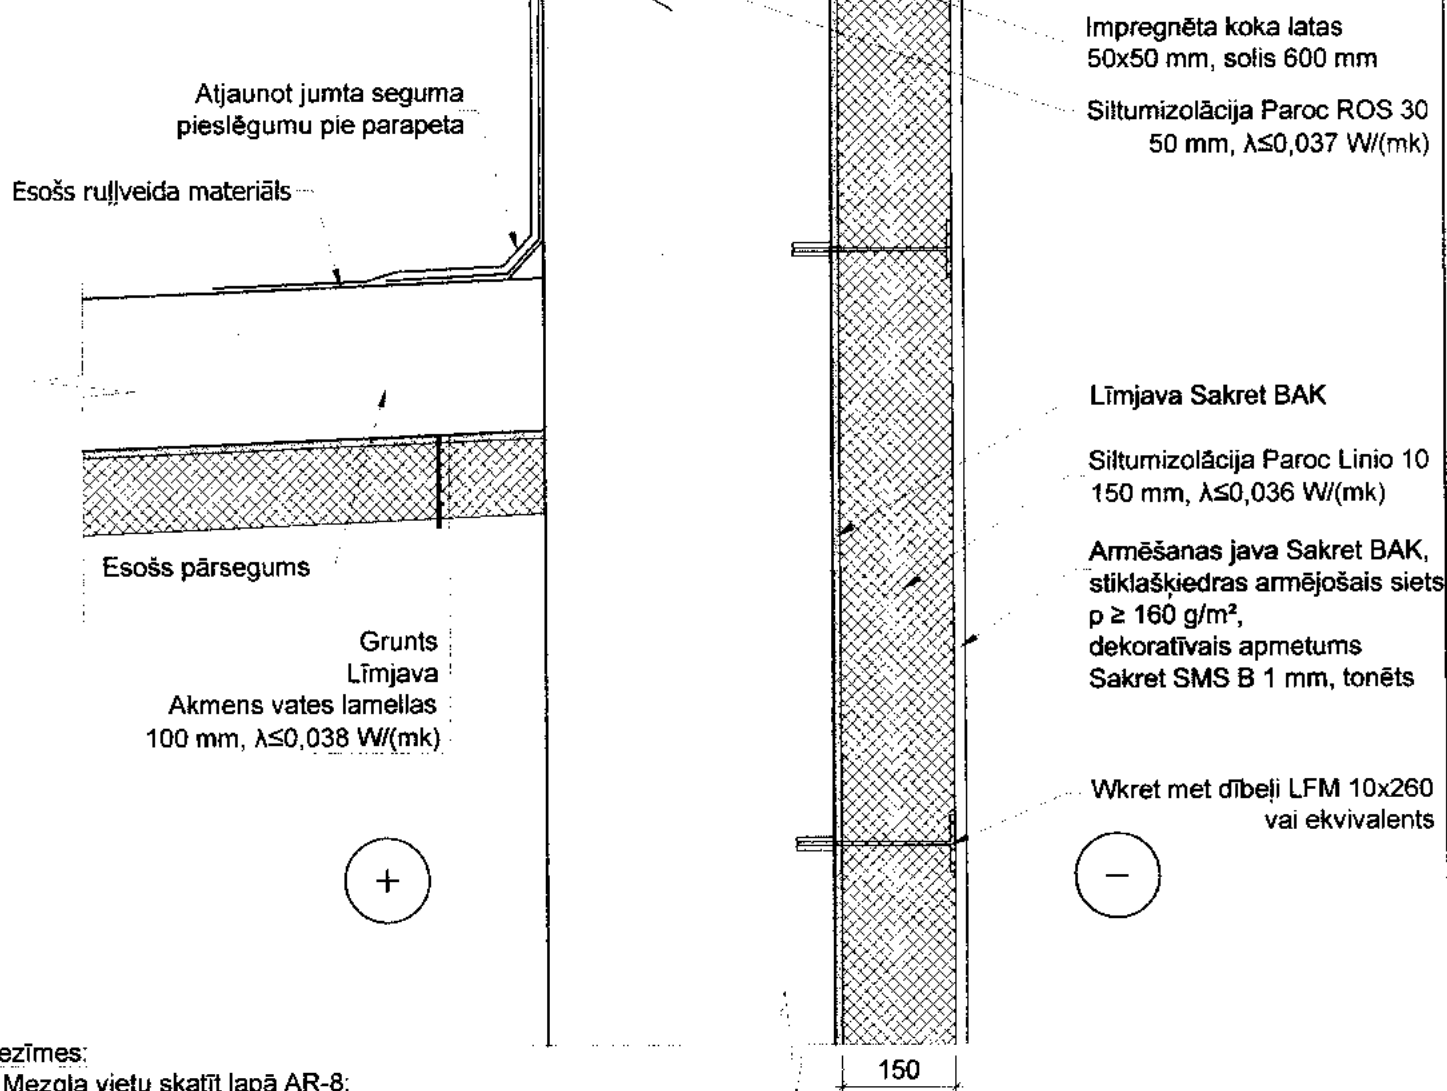 Impregnēta koka latas
50x50 mm, solis 600 mm
Atjaunot jumta seguma
pieslēgumu pie parapeta
Siltumizolācija Paroc ROS 30
50 mm, λ≤0,037 W/(mk)
Esošs ruļļveida materiāls
Līmjava Sakret BAK
Siltumizolācija Paroc Linio 10
150 mm, λ≤0,036 W/(mk)
Armēšanas java Sakret BAK,
stiklašķiedras armējošais siets
p ≥ 160 g/m²,
dekoratīvais apmetums
Sakret SMS B 1 mm, tonēts
Esošs pārsegums
Grunts
Līmjava
Akmens vates lamellas
100 mm, λ≤0,038 W/(mk)
Wkret met dībeļi LFM 10x260
vai ekvivalents
+
−
150
ezīmes:
Mezgla vietu skatīt lapā AR-8;